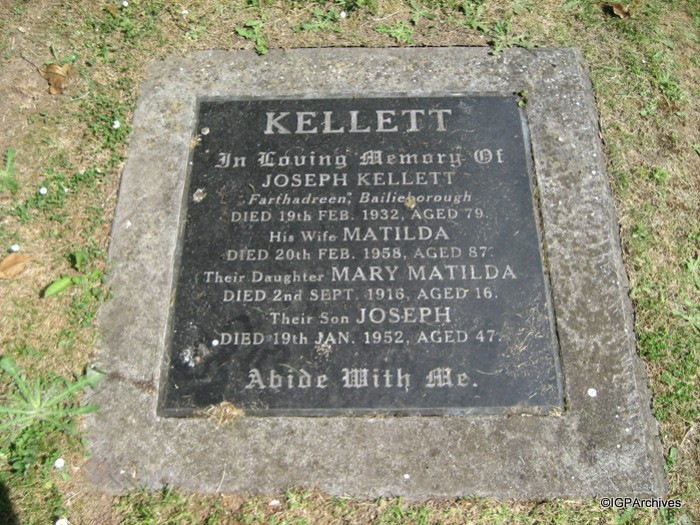 KELLETT
In Loving Memory Of
JOSEPH KELLETT
Farthadreen, Bailieborough
DIED 19th FEB. 1932, AGED 79.
His Wife MATILDA
DIED 20th FEB. 1958, AGED 87.
Their Daughter MARY MATILDA
DIED 2nd SEPT. 1916, AGED 16.
Their Son JOSEPH
DIED 19th JAN. 1952, AGED 47.
Abide With Me.
©IGPArchives